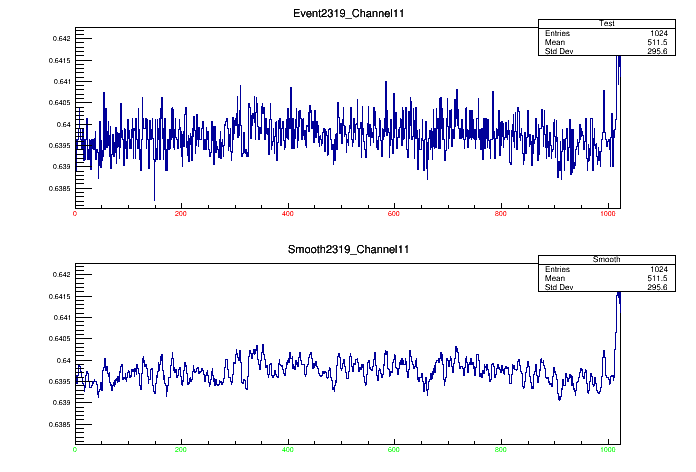 Event2319_Channel11
Test
Entries 1024
Mean 511.5
Std Dev 295.6
0.642
0.6415
0.641
0.6405
0.64
0.6395
0.639
0.6385
0 200 400 600 800 1000
Smooth2319_Channel11
Smooth
Entries 1024
Mean 511.5
Std Dev 295.6
0.642
0.6415
0.641
0.6405
0.64
0.6395
0.639
0.6385
0 200 400 600 800 1000